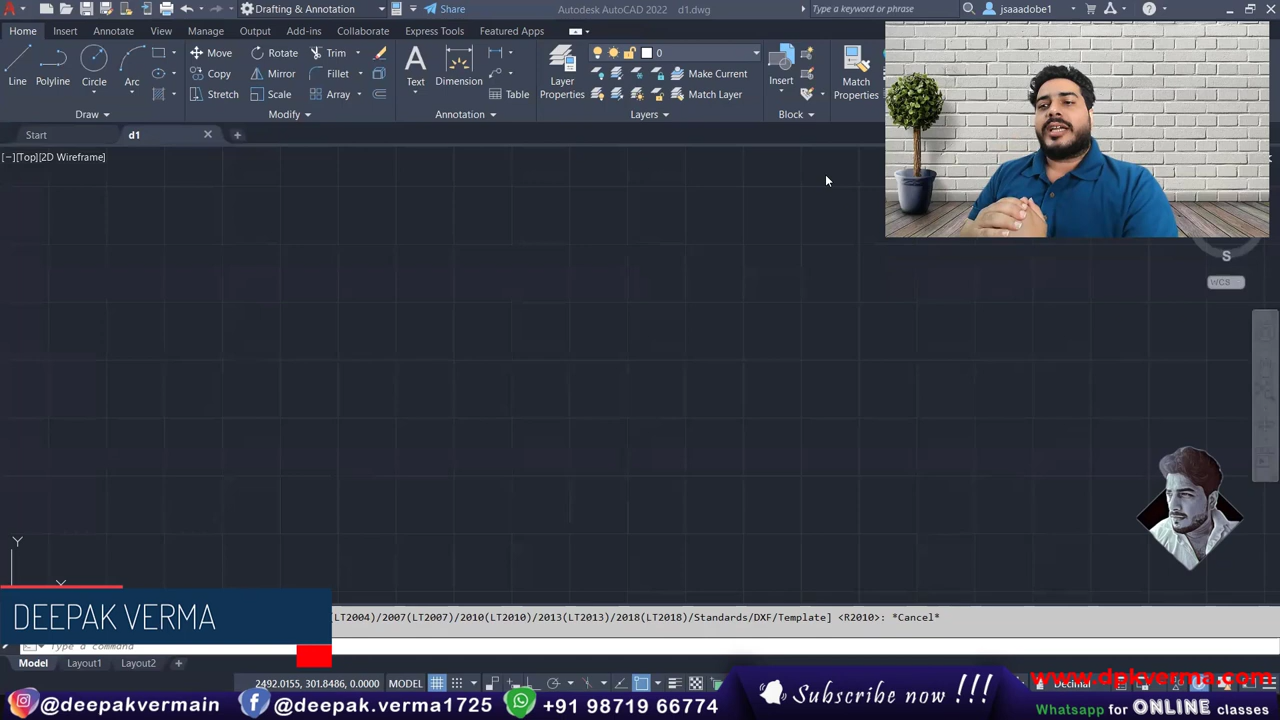 Drafting & Annotation
Share
Autodesk AutoCAD 2022 d1.dwg
Type a keyword or phrase
jsaaadobe1
Home Insert Annotate View Manage Output Add-ins Collaborate Express Tools Featured Apps
Line
Polyline
Circle
Arc
Move
Copy
Stretch
Rotate
Mirror
Scale
Trim
Fillet
Text
Dimension
Table
Layer
Properties
0
Make Current
Match Layer
Insert
Match
Properties
Draw
Modify
Annotation
Layers
Block
Start
d1
[−][Top][2D Wireframe]
S
WCS
Y
DEEPAK VERMA
LT2004)/2007(LT2007)/2010(LT2010)/2013(LT2013)/2018(LT2018)/Standards/DXF/Template] <R2010>: *Cancel*
Type a command
Model Layout1 Layout2 +
2492.0155, 301.8486, 0.0000
Decimal
www.dpkverma.com
@deepakvermain
@deepakverma1725
+91 98719 66774
Subscribe now !!!
Whatsapp for ONLINE classes